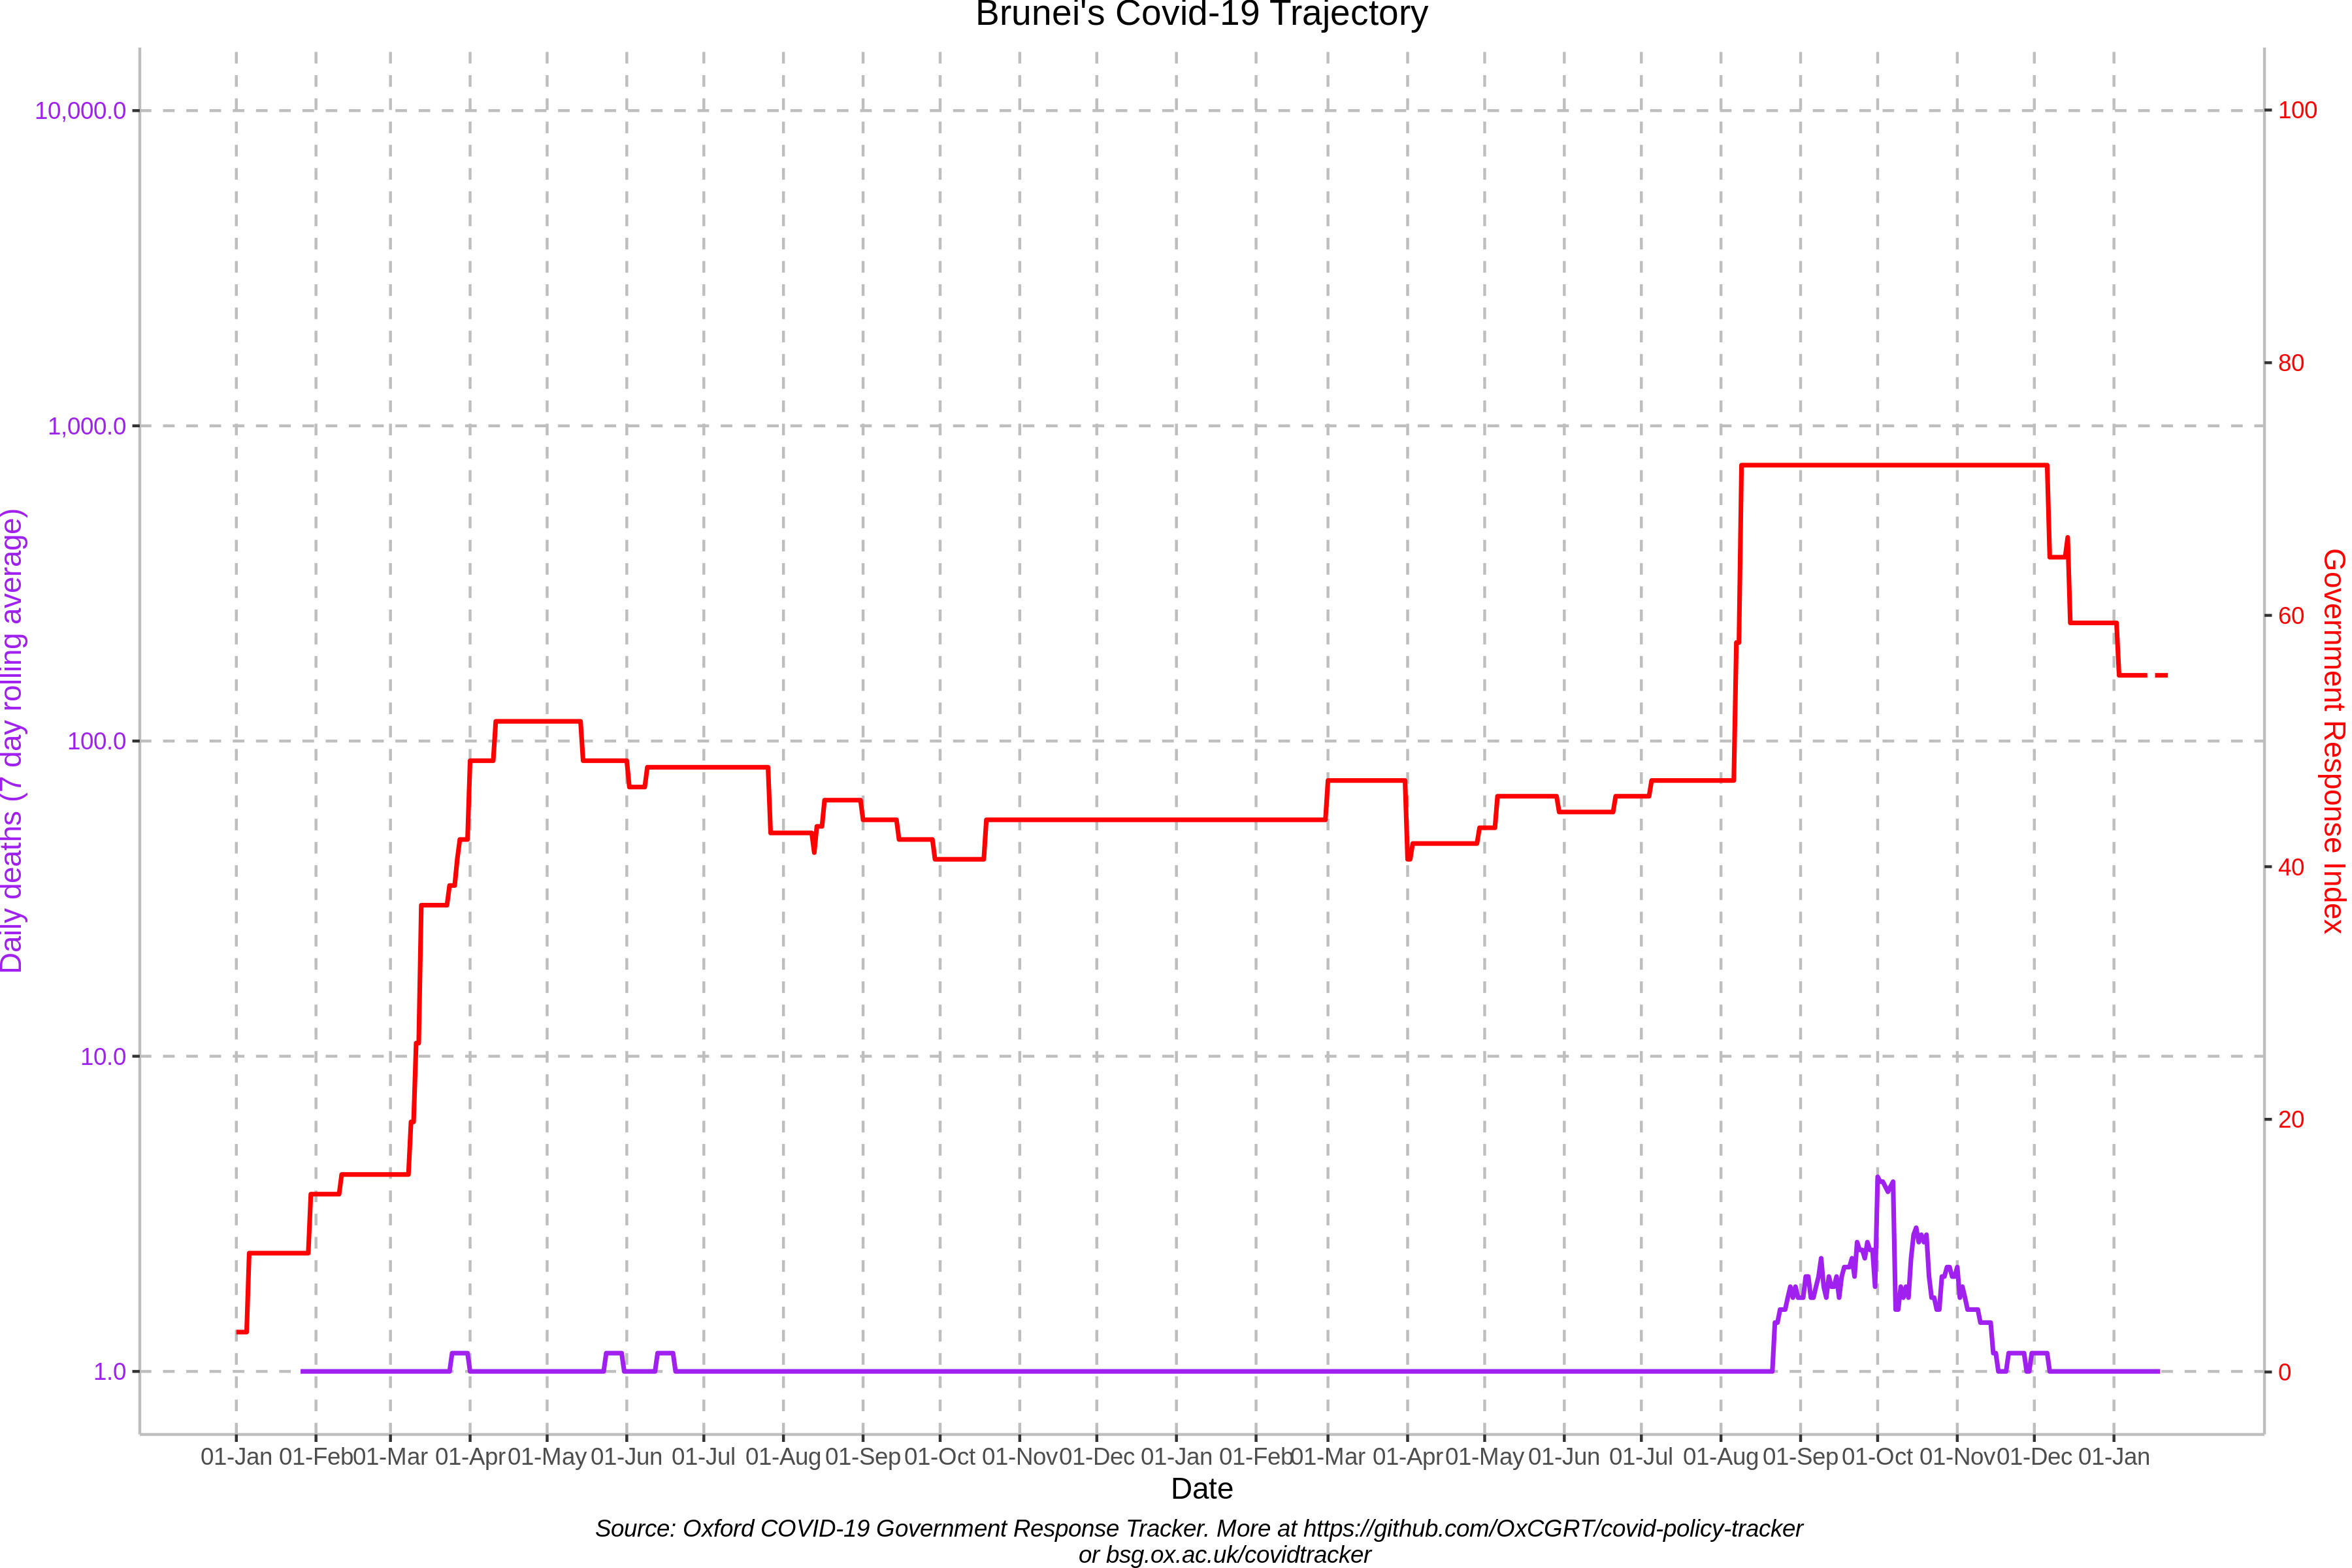 Brunei's Covid-19 Trajectory
10,000.0
1,000.0
100.0
10.0
1.0
Daily deaths (7 day rolling average)
100
80
60
40
20
0
Government Response Index
01-Jan 01-Feb 01-Mar 01-Apr 01-May 01-Jun 01-Jul 01-Aug 01-Sep 01-Oct 01-Nov 01-Dec 01-Jan 01-Feb 01-Mar 01-Apr 01-May 01-Jun 01-Jul 01-Aug 01-Sep 01-Oct 01-Nov 01-Dec 01-Jan
Date
Source: Oxford COVID-19 Government Response Tracker. More at https://github.com/OxCGRT/covid-policy-tracker
or bsg.ox.ac.uk/covidtracker